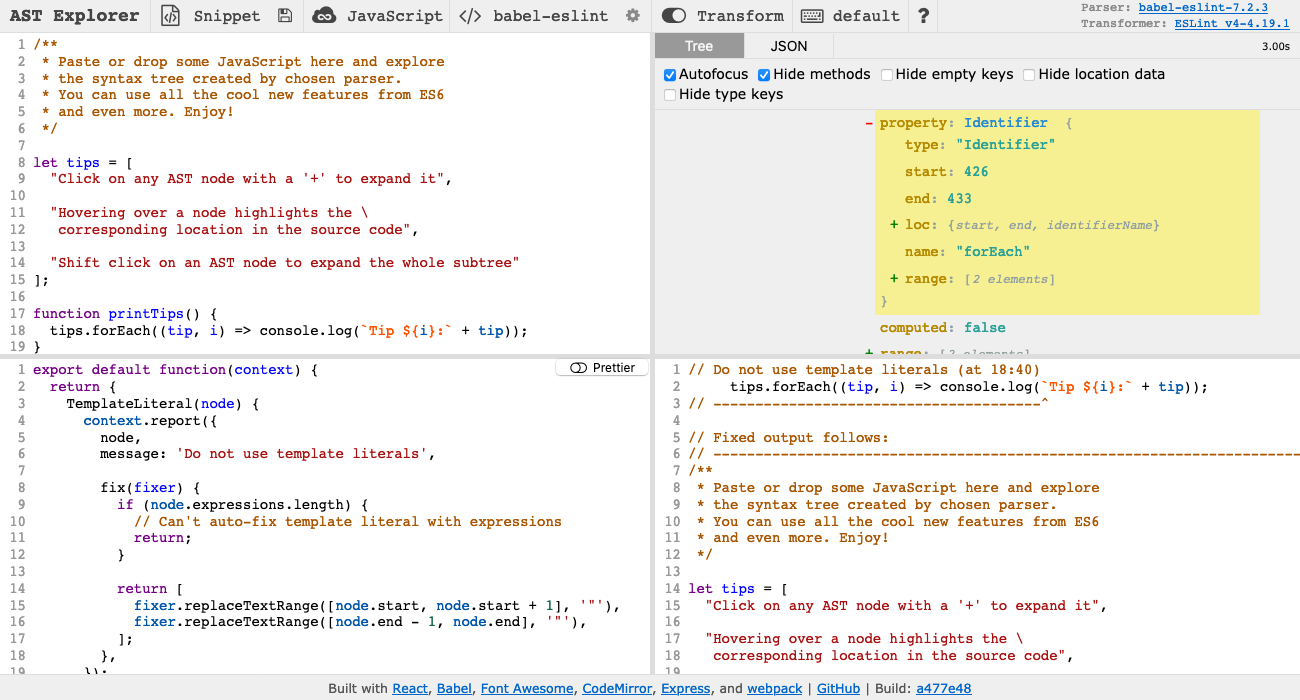 AST Explorer Snippet JavaScript </> babel-eslint Transform default ?
Parser: babel-eslint-7.2.3
Transformer: ESLint v4-4.19.1
1 /**
2 * Paste or drop some JavaScript here and explore
3 * the syntax tree created by chosen parser.
4 * You can use all the cool new features from ES6
5 * and even more. Enjoy!
6 */
7
8 let tips = [
9 "Click on any AST node with a '+' to expand it",
10
11 "Hovering over a node highlights the \
12 corresponding location in the source code",
13
14 "Shift click on an AST node to expand the whole subtree"
15 ];
16
17 function printTips() {
18 tips.forEach((tip, i) => console.log(`Tip ${i}:` + tip));
19 }
Tree JSON 3.00s
Autofocus Hide methods Hide empty keys Hide location data
Hide type keys
- property: Identifier {
type: "Identifier"
start: 426
end: 433
+ loc: {start, end, identifierName}
name: "forEach"
+ range: [2 elements]
}
computed: false
+ range: [2 elements]
Prettier
1 export default function(context) {
2 return {
3 TemplateLiteral(node) {
4 context.report({
5 node,
6 message: 'Do not use template literals',
7
8 fix(fixer) {
9 if (node.expressions.length) {
10 // Can't auto-fix template literal with expressions
11 return;
12 }
13
14 return [
15 fixer.replaceTextRange([node.start, node.start + 1], '"'),
16 fixer.replaceTextRange([node.end - 1, node.end], '"'),
17 ];
18 },
19 });
1 // Do not use template literals (at 18:40)
2 tips.forEach((tip, i) => console.log(`Tip ${i}:` + tip));
3 // ---------------------------------------^
4
5 // Fixed output follows:
6 // ----------------------------------------------------------------------
7 /**
8 * Paste or drop some JavaScript here and explore
9 * the syntax tree created by chosen parser.
10 * You can use all the cool new features from ES6
11 * and even more. Enjoy!
12 */
13
14 let tips = [
15 "Click on any AST node with a '+' to expand it",
16
17 "Hovering over a node highlights the \
18 corresponding location in the source code",
19
Built with React, Babel, Font Awesome, CodeMirror, Express, and webpack | GitHub | Build: a477e48